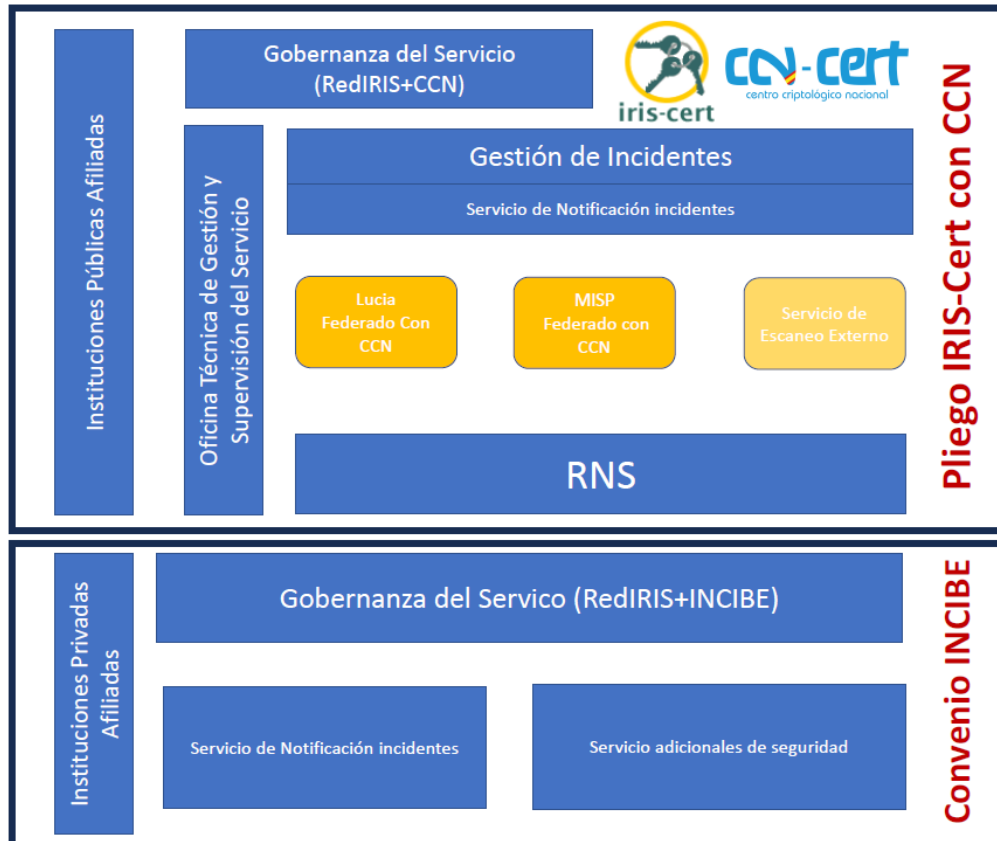 Instituciones Públicas Afiliadas
Gobernanza del Servicio
(RedIRIS+CCN)
iris-cert
ccn-cert
centro criptológico nacional
Pliego IRIS-Cert con CCN
Oficina Técnica de Gestión y
Supervisión del Servicio
Gestión de Incidentes
Servicio de Notificación incidentes
Lucia
Federado Con
CCN
MISP
Federado con
CCN
Servicio de
Escaneo Externo
RNS
Instituciones Privadas
Afiliadas
Gobernanza del Servico (RedIRIS+INCIBE)
Servicio de Notificación incidentes
Servicio adicionales de seguridad
Convenio INCIBE